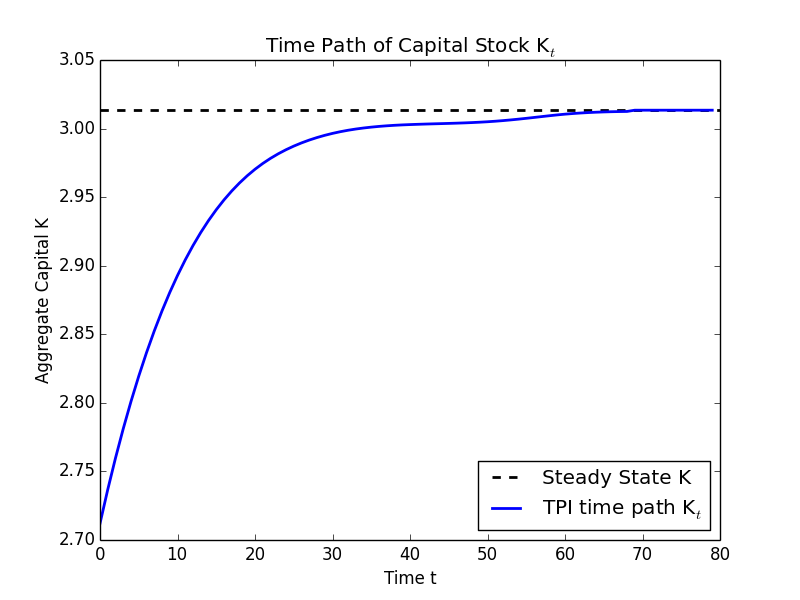 Time Path of Capital Stock Kₜ
3.05
3.00
2.95
2.90
2.85
2.80
2.75
2.70
Aggregate Capital K
Steady State K
TPI time path Kₜ
0 10 20 30 40 50 60 70 80
Time t